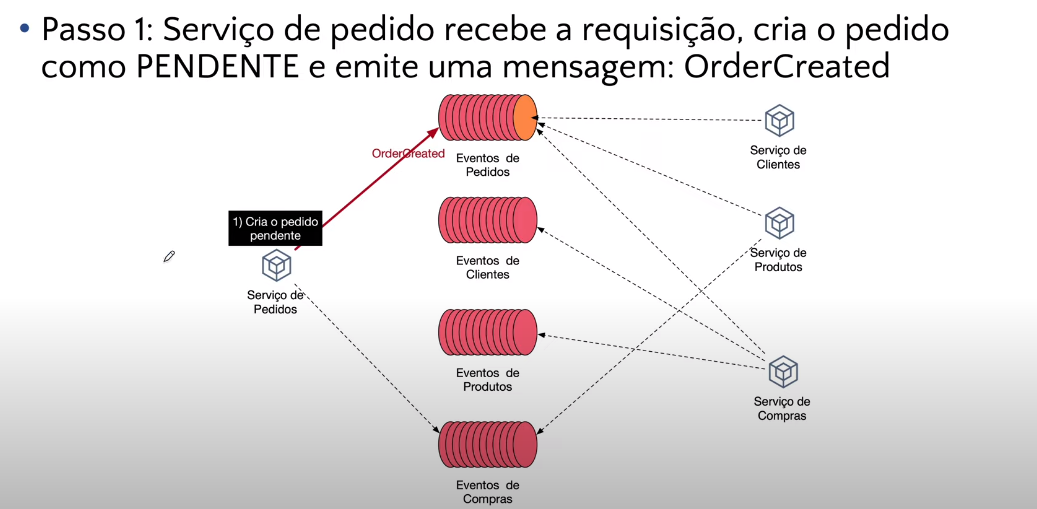 • Passo 1: Serviço de pedido recebe a requisição, cria o pedido
como PENDENTE e emite uma mensagem: OrderCreated
OrderCreated
Eventos de
Pedidos
Serviço de
Clientes
1) Cria o pedido
pendente
Serviço de
Pedidos
Eventos de
Clientes
Serviço de
Produtos
Eventos de
Produtos
Serviço de
Compras
Eventos de
Compras